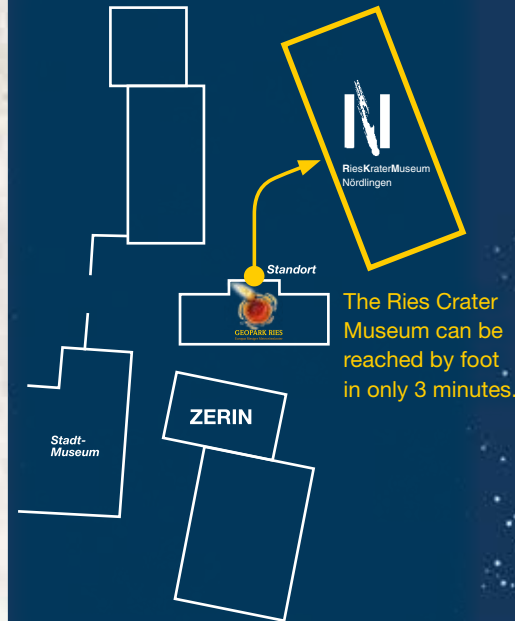 RiesKraterMuseum
Nördlingen
Standort
GEOPARK RIES
The Ries Crater
Museum can be
reached by foot
in only 3 minutes.
ZERIN
Stadt-
Museum